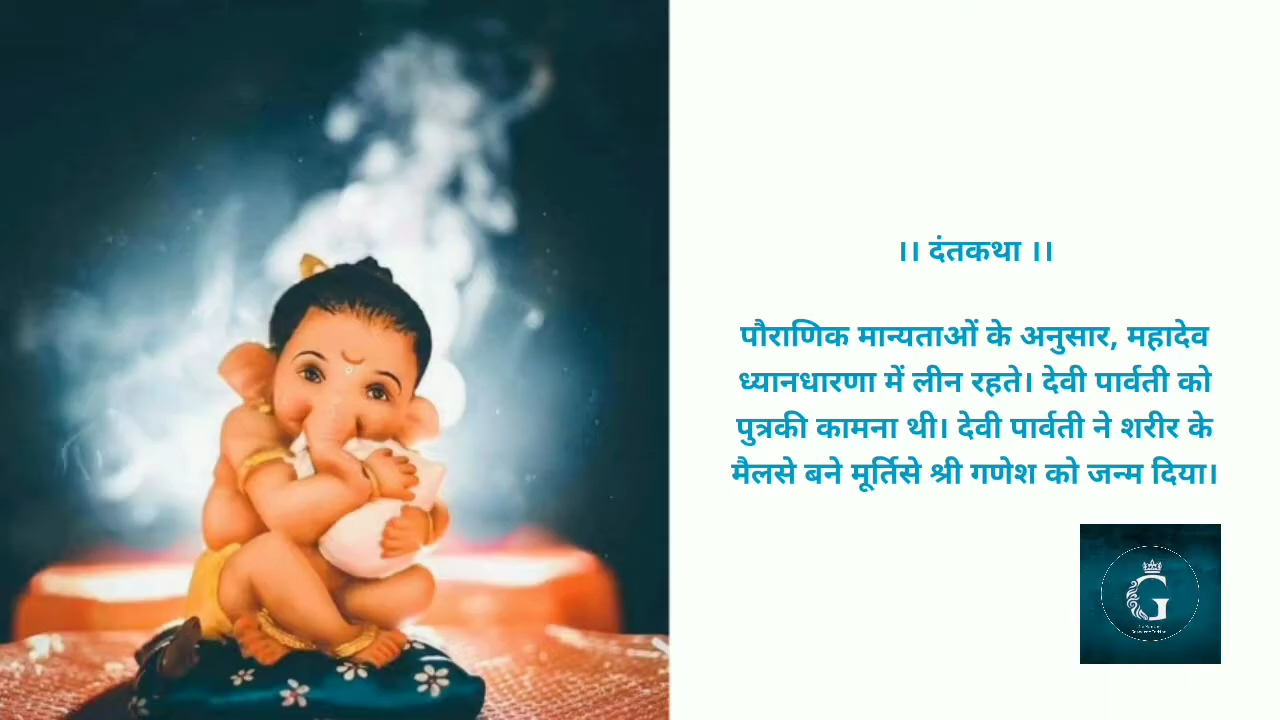 ।। दंतकथा ।।
पौराणिक मान्यताओं के अनुसार, महादेव
ध्यानधारणा में लीन रहते। देवी पार्वती को
पुत्रकी कामना थी। देवी पार्वती ने शरीर के
मैलसे बने मूर्तिसे श्री गणेश को जन्म दिया।
G